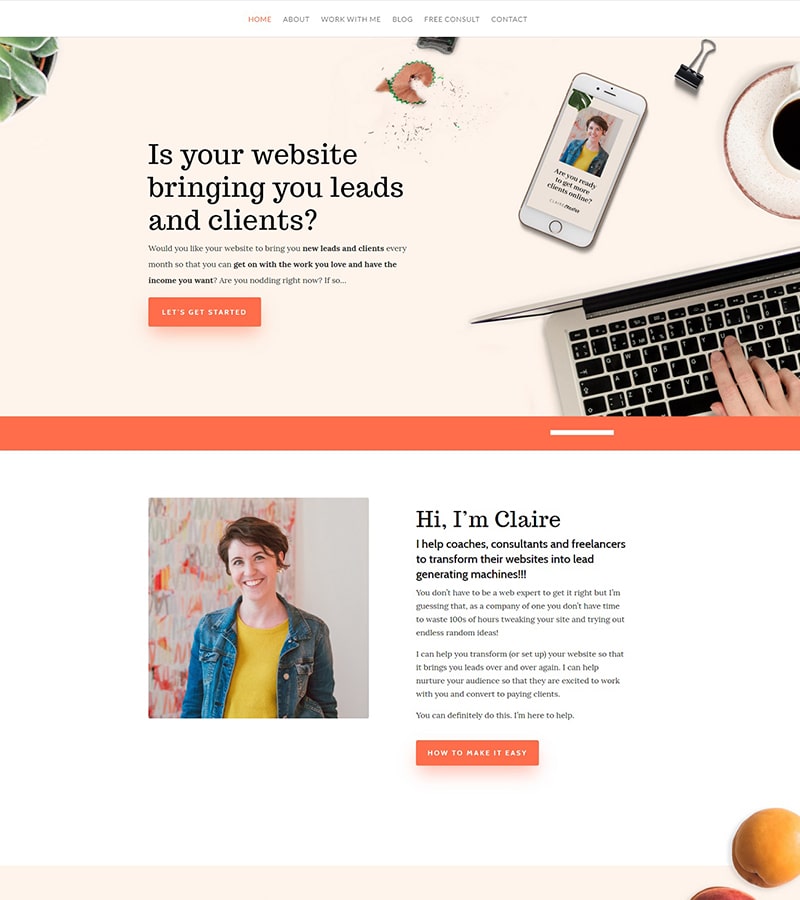 HOME ABOUT WORK WITH ME BLOG FREE CONSULT CONTACT
Is your website
bringing you leads
and clients?
Would you like your website to bring you new leads and clients every
month so that you can get on with the work you love and have the
income you want? Are you nodding right now? If so...
LET'S GET STARTED
Are you ready
to get more
clients online?
CLAIRE
Hi, I'm Claire
I help coaches, consultants and freelancers
to transform their websites into lead
generating machines!!!
You don't have to be a web expert to get it right but I'm
guessing that, as a company of one you don't have time
to waste 100s of hours tweaking your site and trying out
endless random ideas!
I can help you transform (or set up) your website so that
it brings you leads over and over again. I can help
nurture your audience so that they are excited to work
with you and convert to paying clients.
You can definitely do this. I'm here to help.
HOW TO MAKE IT EASY